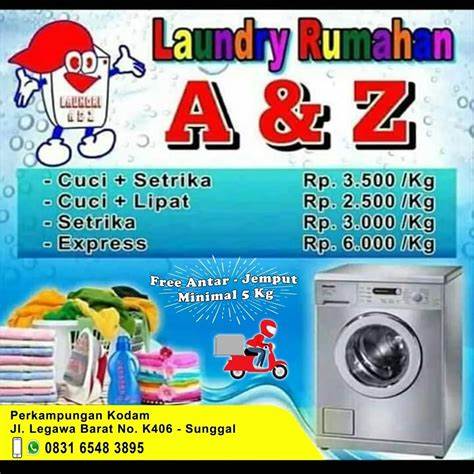 Laundry Rumahan
LAUNDRI
A & Z
A & Z
- Cuci + Setrika Rp. 3.500 /Kg
- Cuci + Lipat Rp. 2.500 /Kg
- Setrika Rp. 3.000 /Kg
- Express Rp. 6.000 /Kg
Free Antar - Jemput
Minimal 5 Kg
Perkampungan Kodam
Jl. Legawa Barat No. K406 - Sunggal
0831 6548 3895